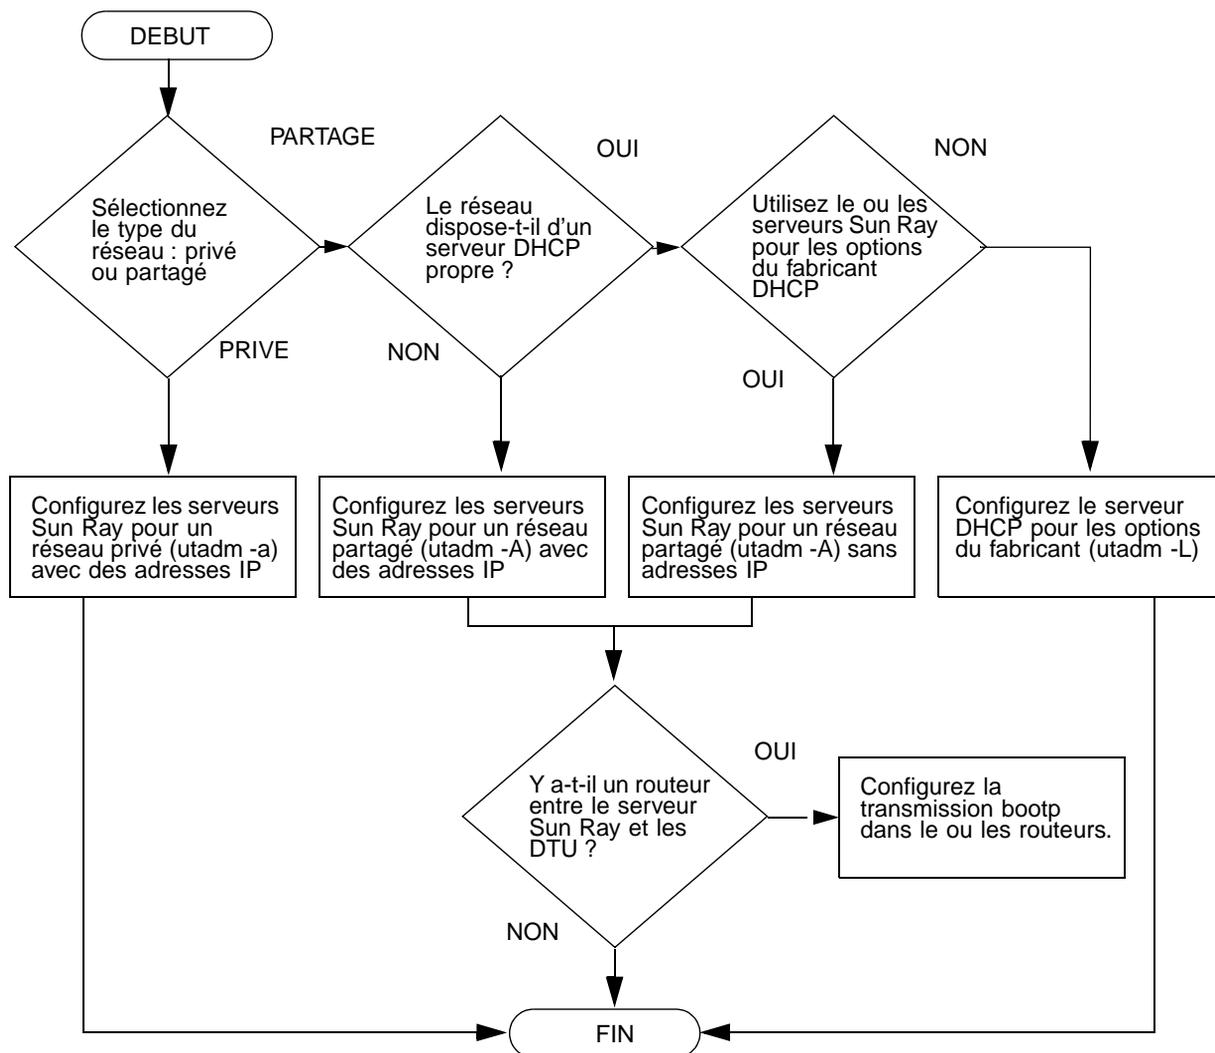 DEBUT
PARTAGE
OUI
NON
Sélectionnez
le type du
réseau : privé
ou partagé
Le réseau
dispose-t-il d'un
serveur DHCP
propre ?
Utilisez le ou les
serveurs Sun Ray
pour les options
du fabricant
DHCP
PRIVE
NON
OUI
Configurez les serveurs
Sun Ray pour un
réseau privé (utadm -a)
avec des adresses IP
Configurez les serveurs
Sun Ray pour un réseau
partagé (utadm -A) avec
des adresses IP
Configurez les serveurs
Sun Ray pour un réseau
partagé (utadm -A) sans
adresses IP
Configurez le serveur
DHCP pour les options
du fabricant (utadm -L)
Y a-t-il un routeur
entre le serveur
Sun Ray et les
DTU ?
OUI
Configurez la
transmission bootp
dans le ou les routeurs.
NON
FIN